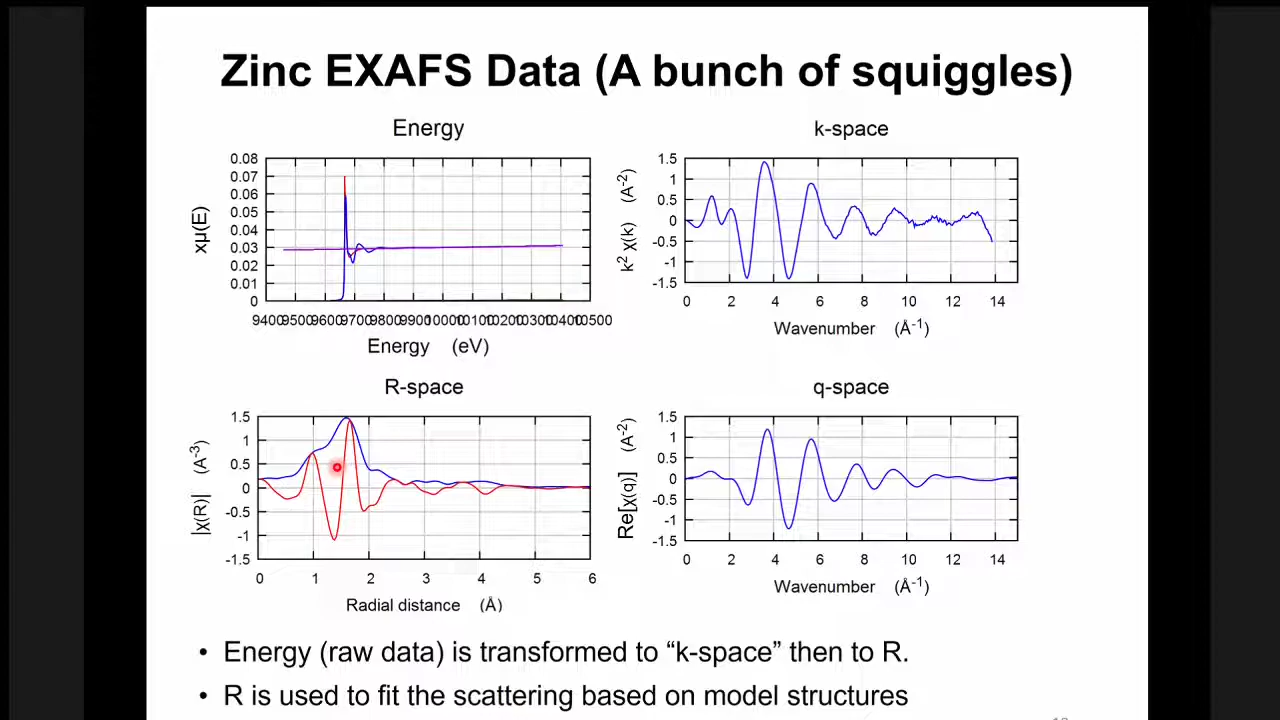 Zinc EXAFS Data (A bunch of squiggles)
Energy
0.08
0.07
0.06
0.05
0.04
0.03
0.02
0.01
0
xμ(E)
9400 9500 9600 9700 9800 9900 10000 10100 10200 10300 10400 10500
Energy (eV)
k-space
1.5
1
0.5
0
-0.5
-1
-1.5
k² χ(k) (A⁻²)
0 2 4 6 8 10 12 14
Wavenumber (Å⁻¹)
R-space
1.5
1
0.5
0
-0.5
-1
-1.5
|χ(R)| (A⁻³)
0 1 2 3 4 5 6
Radial distance (Å)
q-space
1.5
1
0.5
0
-0.5
-1
-1.5
Re[χ(q)] (A⁻²)
0 2 4 6 8 10 12 14
Wavenumber (Å⁻¹)
• Energy (raw data) is transformed to “k-space” then to R.
• R is used to fit the scattering based on model structures